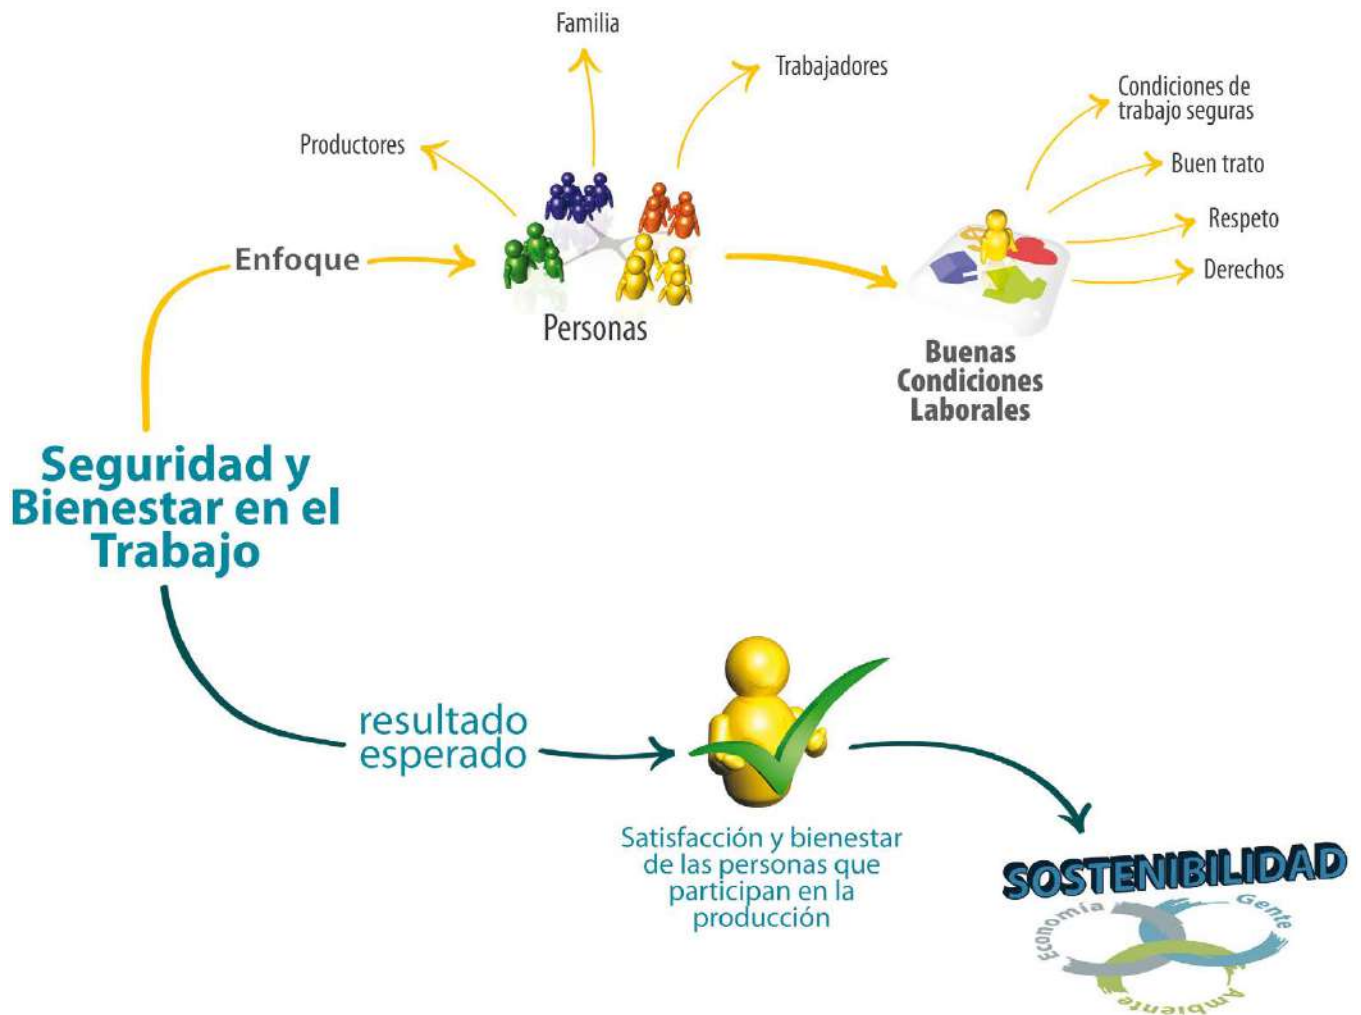 Familia
Trabajadores
Productores
Condiciones de
trabajo seguras
Buen trato
Respeto
Derechos
Enfoque
Personas
Buenas
Condiciones
Laborales
Seguridad y
Bienestar en el
Trabajo
resultado
esperado
Satisfacción y bienestar
de las personas que
participan en la
producción
SOSTENIBILIDAD
Economía
Gente
Ambiente